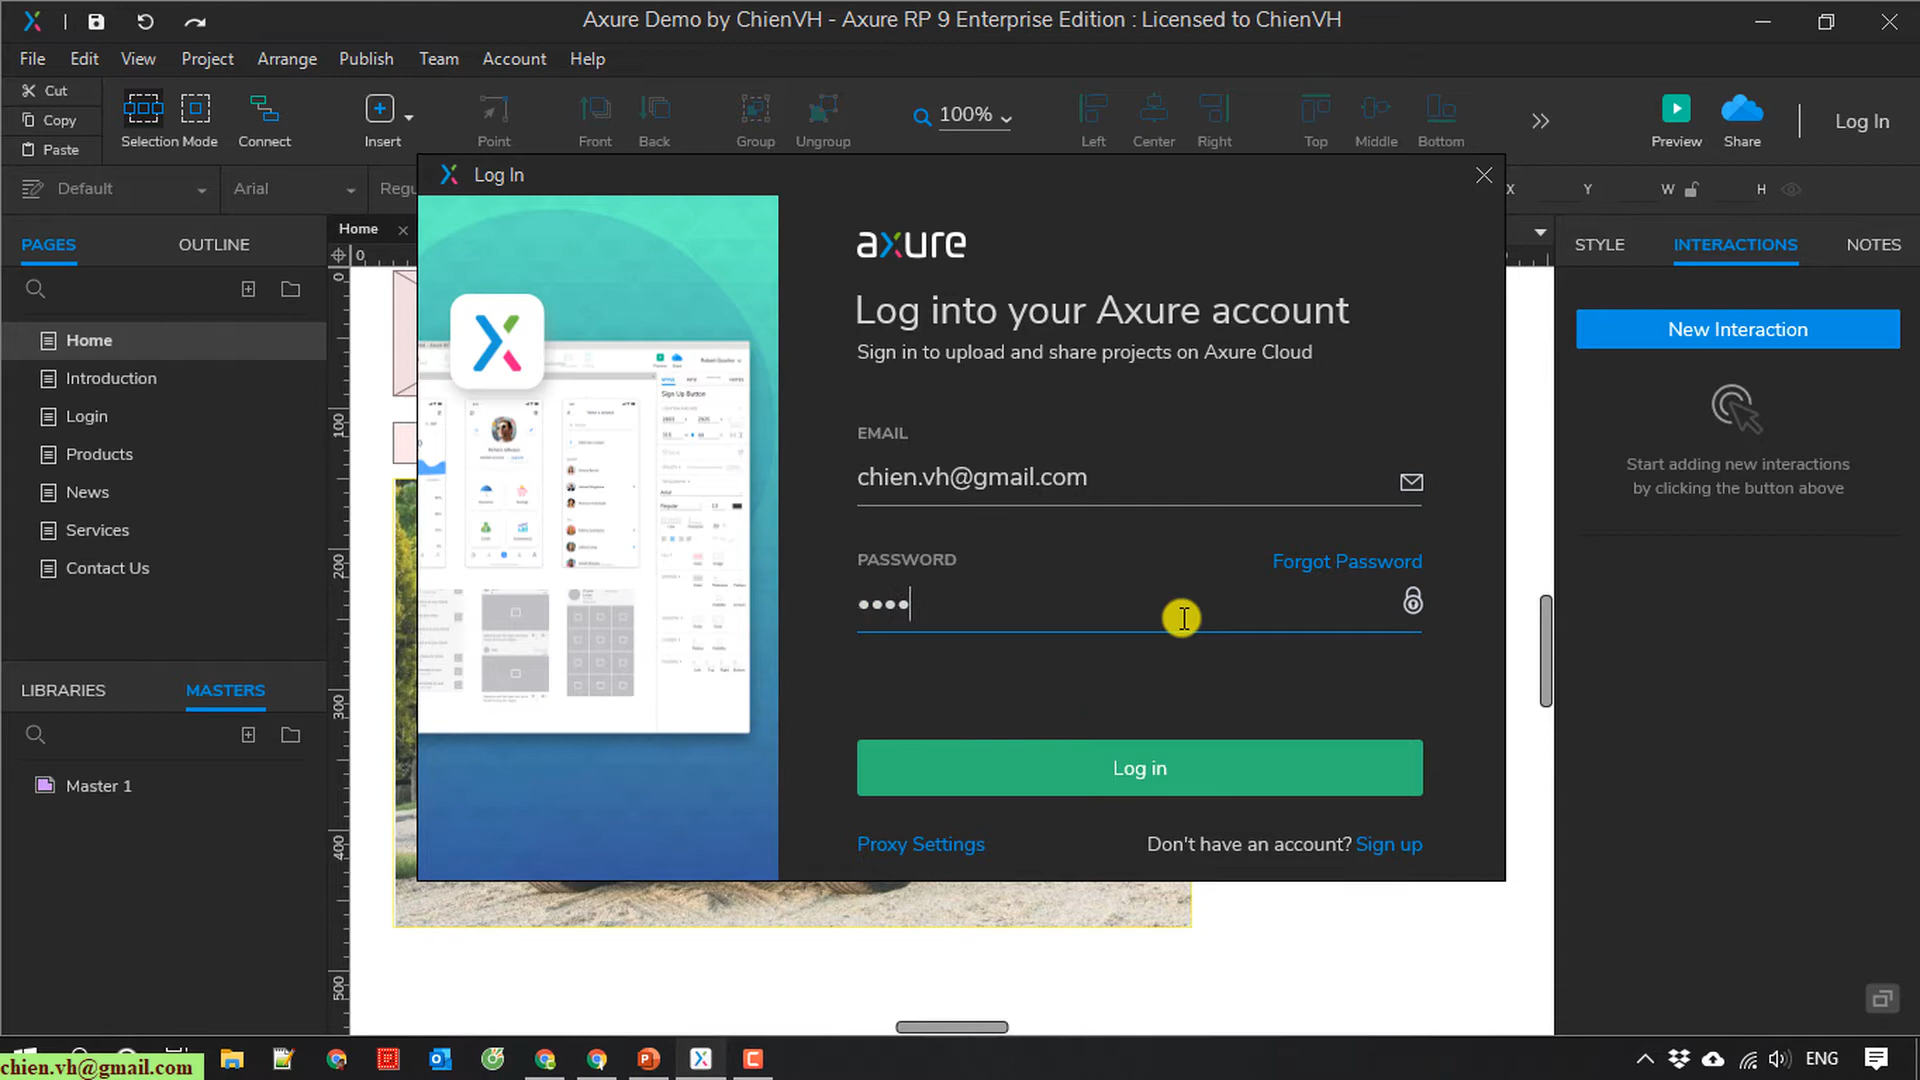 Axure Demo by ChienVH - Axure RP 9 Enterprise Edition : Licensed to ChienVH
File Edit View Project Arrange Publish Team Account Help
Cut
Copy
Paste
Selection Mode Connect Insert Point Front Back Group Ungroup
100%
Left Center Right Top Middle Bottom
Preview Share Log In
Default Arial Regu
X Y W H
PAGES OUTLINE
Home
Introduction
Login
Products
News
Services
Contact Us
LIBRARIES MASTERS
Master 1
Home
0
0
100
200
300
400
500
Log In
axure
Log into your Axure account
Sign in to upload and share projects on Axure Cloud
EMAIL
chien.vh@gmail.com
PASSWORD Forgot Password
Log in
Proxy Settings Don't have an account? Sign up
STYLE INTERACTIONS NOTES
New Interaction
Start adding new interactions
by clicking the button above
chien.vh@gmail.com
ENG